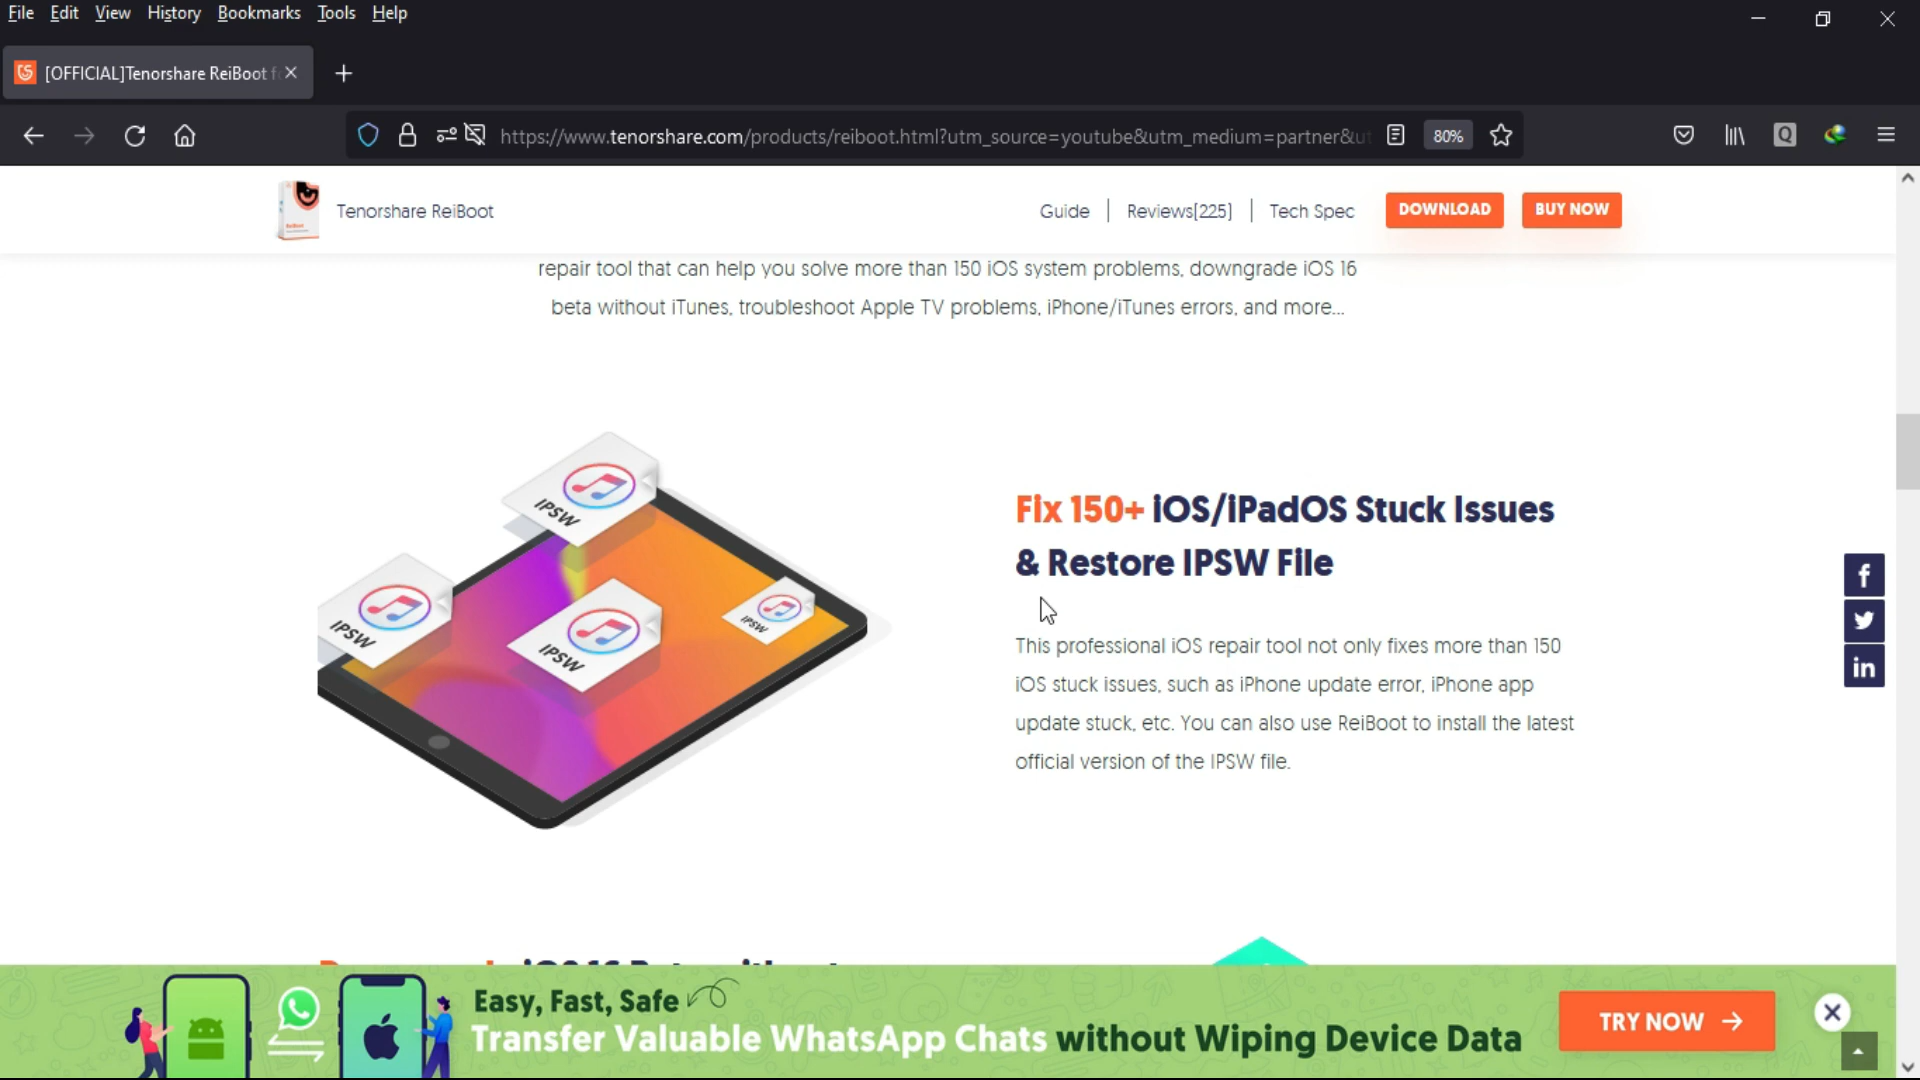 File Edit View History Bookmarks Tools Help
[OFFICIAL]Tenorshare ReiBoot f
https://www.tenorshare.com/products/reiboot.html?utm_source=youtube&utm_medium=partner&ut
80%
Tenorshare ReiBoot
Guide
Reviews[225]
Tech Spec
DOWNLOAD
BUY NOW
repair tool that can help you solve more than 150 iOS system problems, downgrade iOS 16
beta without iTunes, troubleshoot Apple TV problems, iPhone/iTunes errors, and more...
IPSW
IPSW
IPSW
IPSW
Fix 150+ iOS/iPadOS Stuck Issues
& Restore IPSW File
This professional iOS repair tool not only fixes more than 150
iOS stuck issues, such as iPhone update error, iPhone app
update stuck, etc. You can also use ReiBoot to install the latest
official version of the IPSW file.
Easy, Fast, Safe
Transfer Valuable WhatsApp Chats without Wiping Device Data
TRY NOW